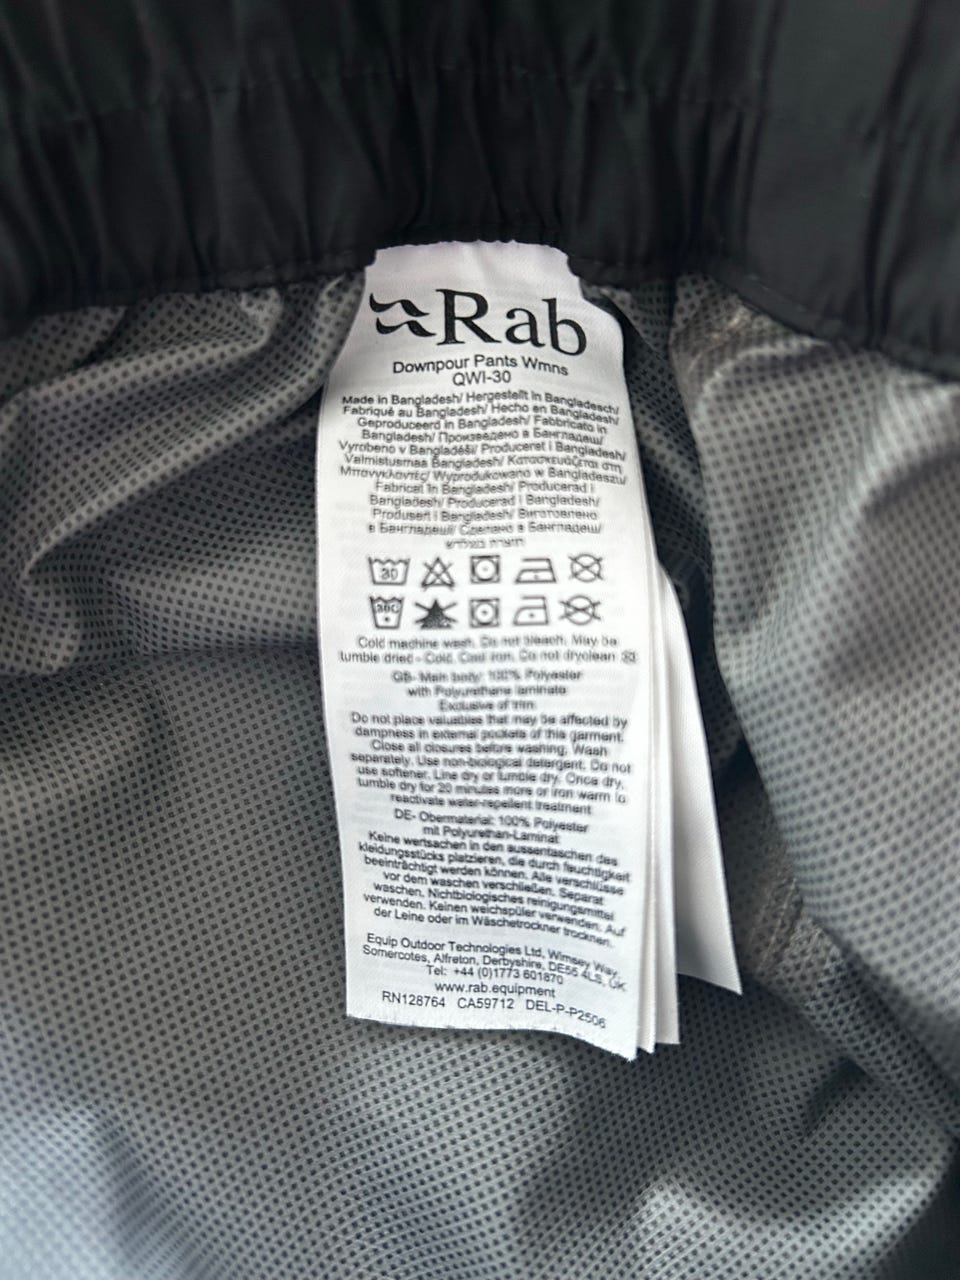 Rab
Downpour Pants Wmns
QWI-30
Made in Bangladesh/ Hergestellt in Bangladesch/
Fabriqué au Bangladesh/ Hecho en Bangladesh/
Geproduceerd in Bangladesh/ Fabbricato in
Bangladesh/ Произведено в Бангладеш/
Vyrobeno v Bangladéši/ Produceret i Bangladesh/
Valmistusmaa Bangladesh/ Κατασκευάζεται στη
Μπανγκλαντές/ Wyprodukowano w Bangladeszu/
Fabricat în Bangladesh/ Producerad i
Bangladesh/ Producerad i Bangladesh/
Produsert i Bangladesh/ Виготовлено
в Бангладеш/ Сделано в Бангладеш/
30
30C
Cold machine wash. Do not bleach. May be
tumble dried - Cold. Cool iron. Do not dryclean
GB- Main body: 100% Polyester
with Polyurethane laminate
Exclusive of trim
Do not place valuables that may be affected by
dampness in external pockets of this garment.
Close all closures before washing. Wash
separately. Use non-biological detergent. Do not
use softener. Line dry or tumble dry. Once dry,
tumble dry for 20 minutes more or iron warm to
reactivate water-repellent treatment
DE- Obermaterial: 100% Polyester
mit Polyurethan-Laminat
Keine wertsachen in den aussentaschen des
kleidungsstücks platzieren, die durch feuchtigkeit
beeinträchtigt werden können. Alle verschlüsse
vor dem waschen verschließen. Separat
waschen. Nichtbiologisches reinigungsmittel
verwenden. Keinen weichspüler verwenden. Auf
der Leine oder im Wäschetrockner trocknen.
Equip Outdoor Technologies Ltd, Wimsey Way,
Somercotes, Alfreton, Derbyshire, DE55 4LS, UK
Tel: +44 (0)1773 601870
www.rab.equipment
RN128764 CA59712 DEL-P-P2506